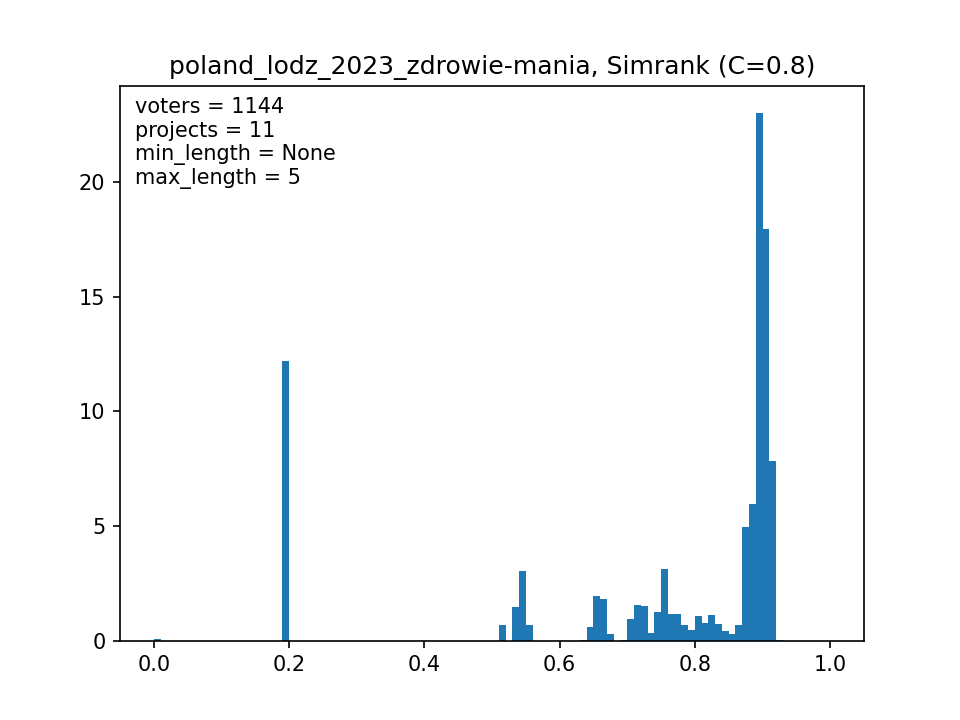 poland_lodz_2023_zdrowie-mania, Simrank (C=0.8)
voters = 1144
projects = 11
min_length = None
max_length = 5
20
15
10
5
0
0.0 0.2 0.4 0.6 0.8 1.0